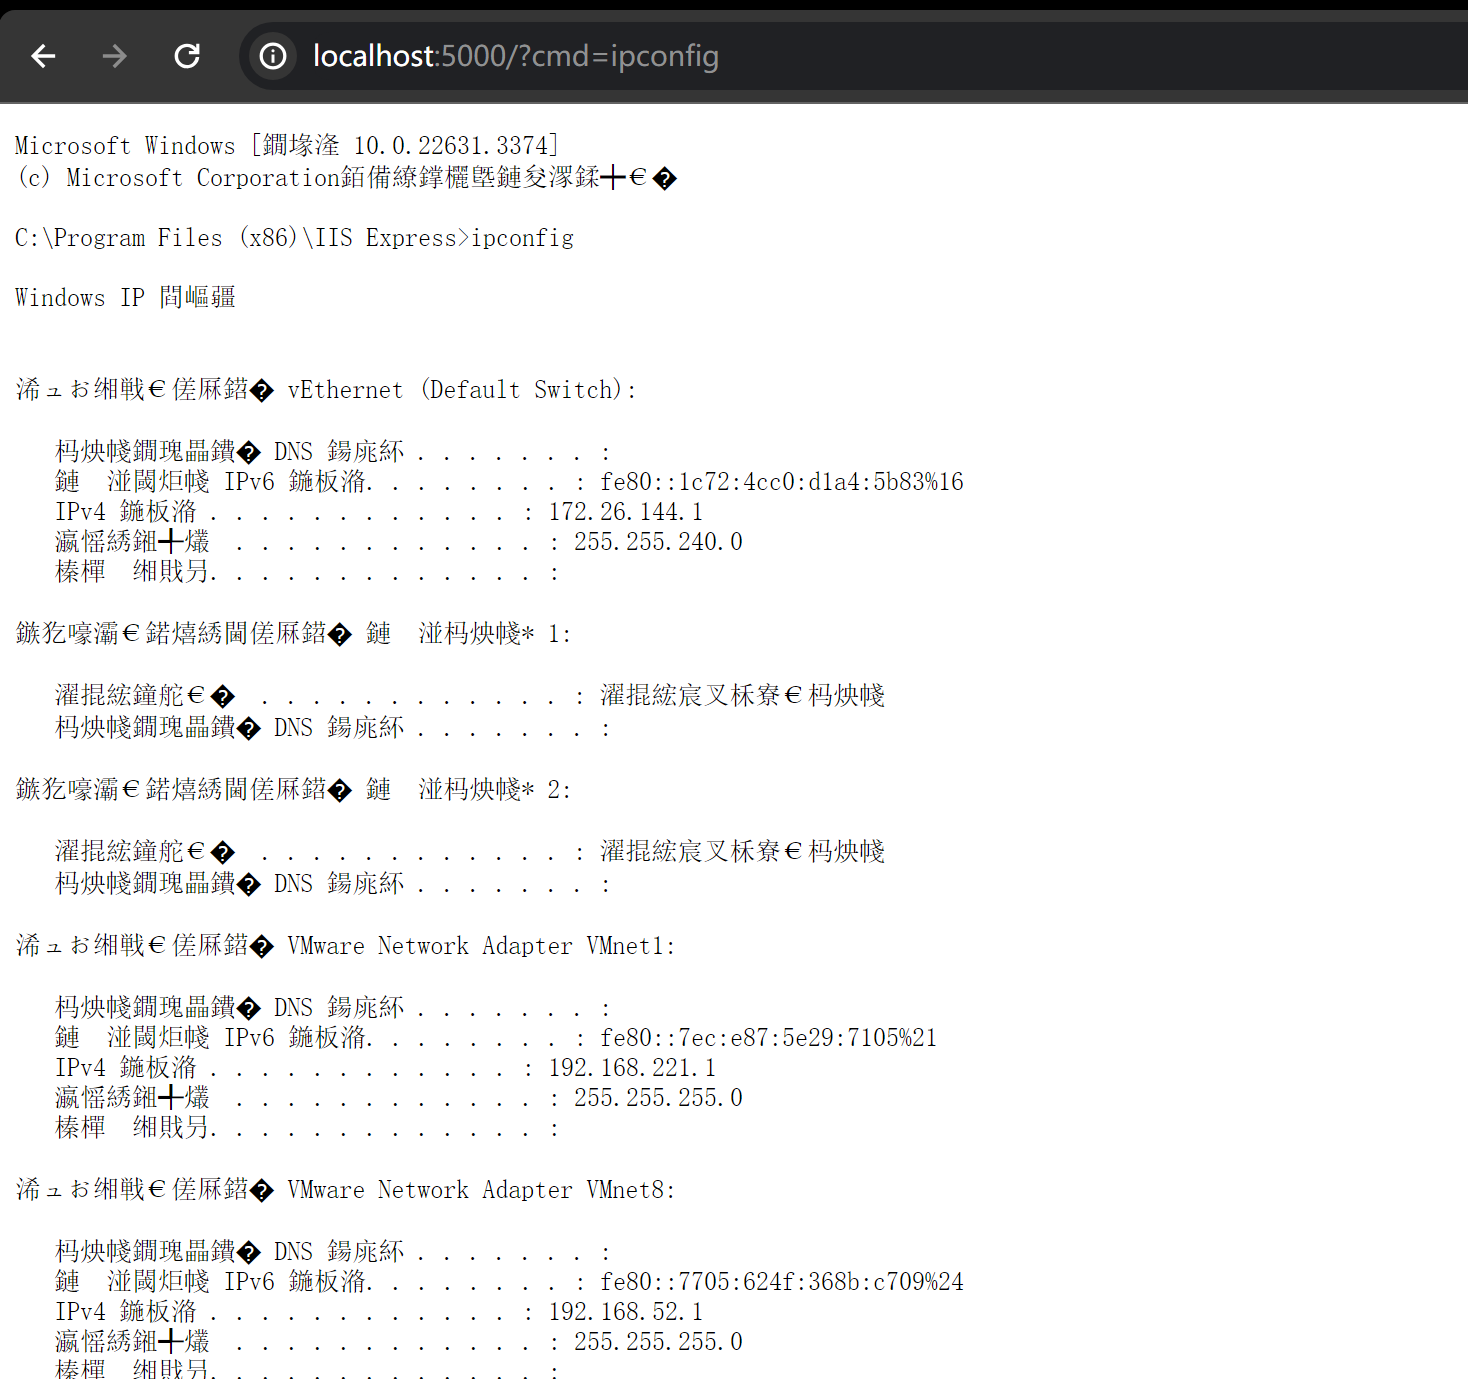 localhost:5000/?cmd=ipconfig
Microsoft Windows [鐗堟湰 10.0.22631.3374]
(c) Microsoft Corporation銆備繚鐣欐墍鏈夋潈鍒┿€�
C:\Program Files (x86)\IIS Express>ipconfig
Windows IP 閰嶇疆
浠ュお缃戦€傞厤鍣� vEthernet (Default Switch):
杩炴帴鐗瑰畾鐨� DNS 鍚庣紑 . . . . . . . :
鏈  湴閾炬帴 IPv6 鍦板潃. . . . . . . . : fe80::1c72:4cc0:d1a4:5b83%16
IPv4 鍦板潃 . . . . . . . . . . . . : 172.26.144.1
瀛愮綉鎺╃爜  . . . . . . . . . . . . : 255.255.240.0
榛樿  缃戝叧. . . . . . . . . . . . . :
鏃犵嚎灞€鍩熺綉閫傞厤鍣� 鏈  湴杩炴帴* 1:
濯掍綋鐘舵€�  . . . . . . . . . . . . : 濯掍綋宸叉柇寮€杩炴帴
杩炴帴鐗瑰畾鐨� DNS 鍚庣紑 . . . . . . . :
鏃犵嚎灞€鍩熺綉閫傞厤鍣� 鏈  湴杩炴帴* 2:
濯掍綋鐘舵€�  . . . . . . . . . . . . : 濯掍綋宸叉柇寮€杩炴帴
杩炴帴鐗瑰畾鐨� DNS 鍚庣紑 . . . . . . . :
浠ュお缃戦€傞厤鍣� VMware Network Adapter VMnet1:
杩炴帴鐗瑰畾鐨� DNS 鍚庣紑 . . . . . . . :
鏈  湴閾炬帴 IPv6 鍦板潃. . . . . . . . : fe80::7ec:e87:5e29:7105%21
IPv4 鍦板潃 . . . . . . . . . . . . : 192.168.221.1
瀛愮綉鎺╃爜  . . . . . . . . . . . . : 255.255.255.0
榛樿  缃戝叧. . . . . . . . . . . . . :
浠ュお缃戦€傞厤鍣� VMware Network Adapter VMnet8:
杩炴帴鐗瑰畾鐨� DNS 鍚庣紑 . . . . . . . :
鏈  湴閾炬帴 IPv6 鍦板潃. . . . . . . . : fe80::7705:624f:368b:c709%24
IPv4 鍦板潃 . . . . . . . . . . . . : 192.168.52.1
瀛愮綉鎺╃爜  . . . . . . . . . . . . : 255.255.255.0
榛樿  缃戝叧. . . . . . . . . . . . . :